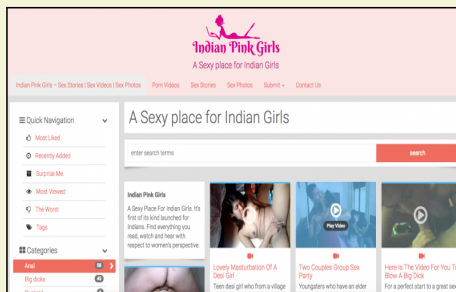 Indian Pink Girls
A Sexy place for Indian Girls
Indian Pink Girls – Sex Stories | Sex Videos | Sex Photos Porn Videos Sex Stories Sex Photos Submit Contact Us
Quick Navigation
Most Liked
Recently Added
Surprise Me
Most Viewed
The Worst
Tags
Categories
Anal
Big dicks
A Sexy place for Indian Girls
enter search terms search
Indian Pink Girls
A Sexy Place For Indian Girls. It's
first of its kind launched for
Indians. Find everything you
read, watch and hear with
respect to women's perspective.
Lovely Masturbation Of A
Desi Girl
Teen desi girl who from a village
Play Video
Two Couples Group Sex
Party
Youngsters who have an elder
Here Is The Video For You T
Blow A Big Dick
For a perfect start to a great sex